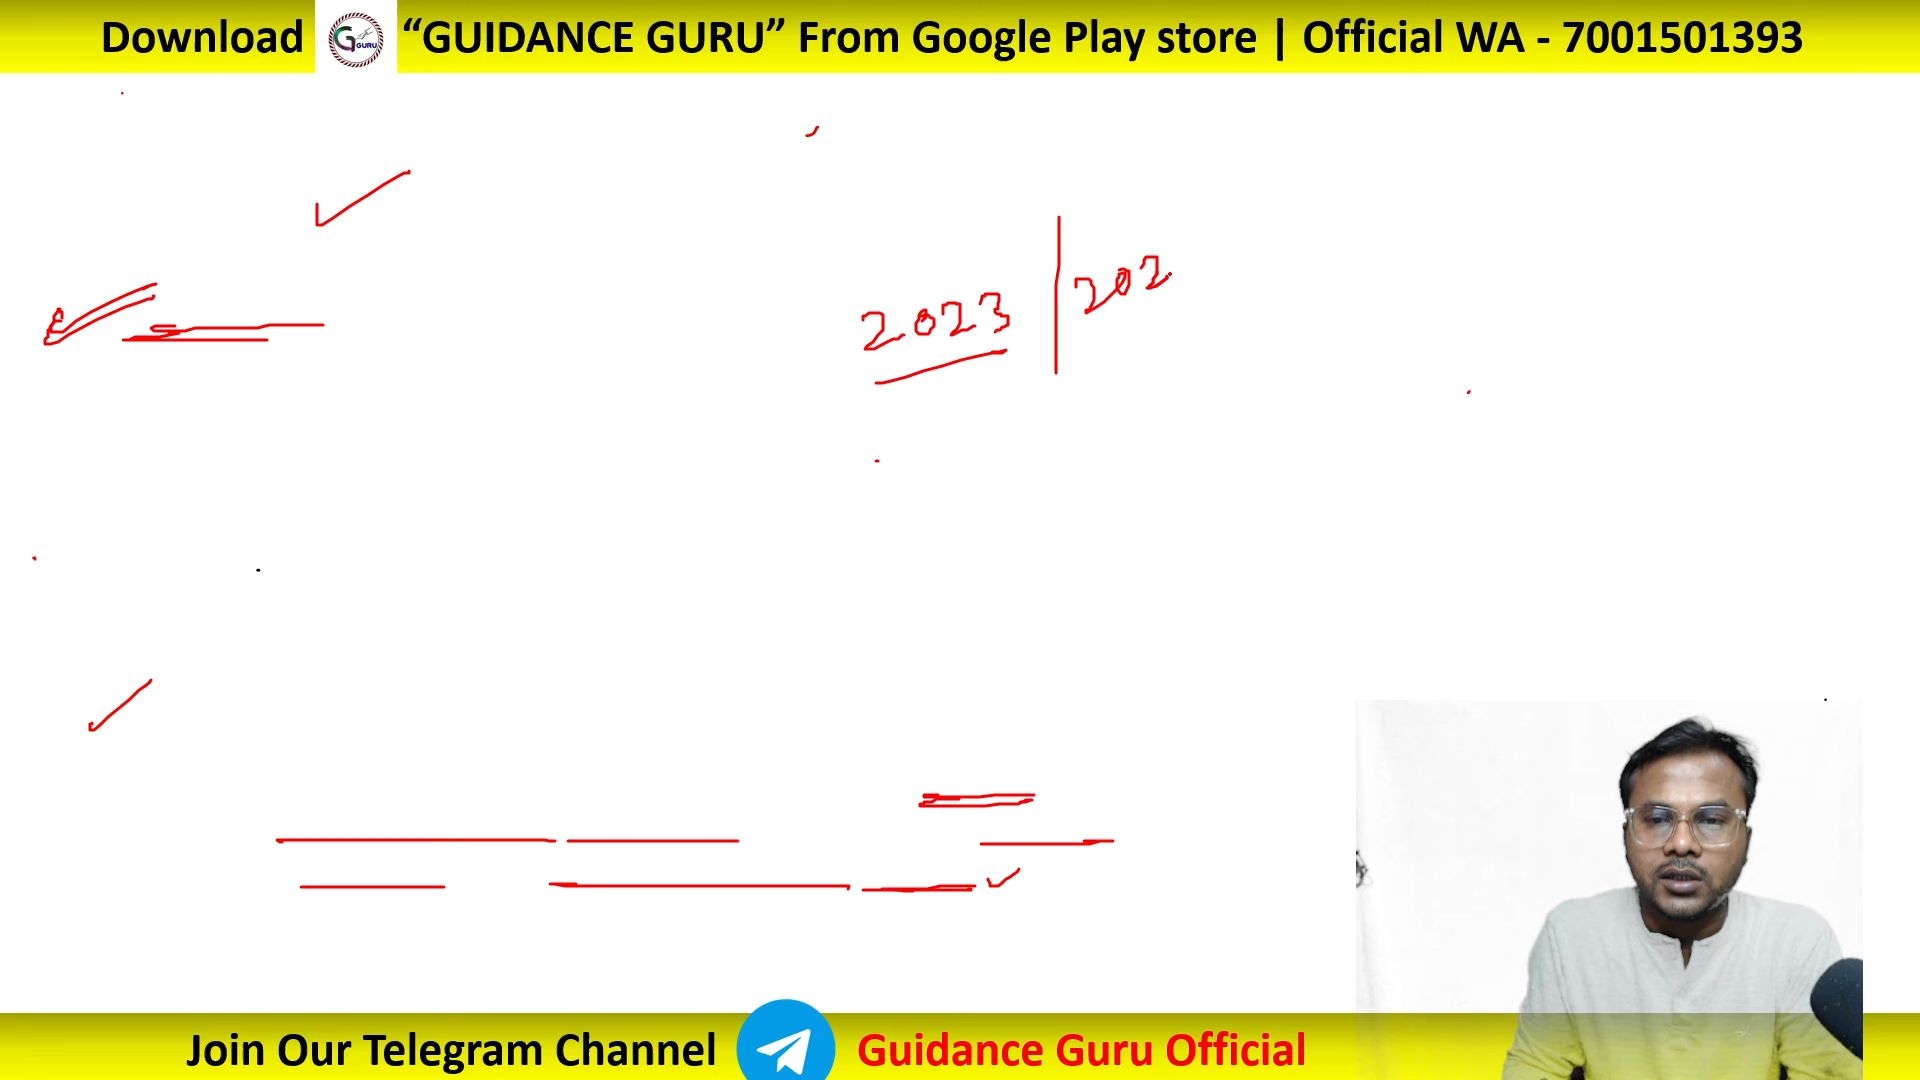 Download G GURU “GUIDANCE GURU” From Google Play store | Official WA - 7001501393
2023 | 202
Join Our Telegram Channel Guidance Guru Official